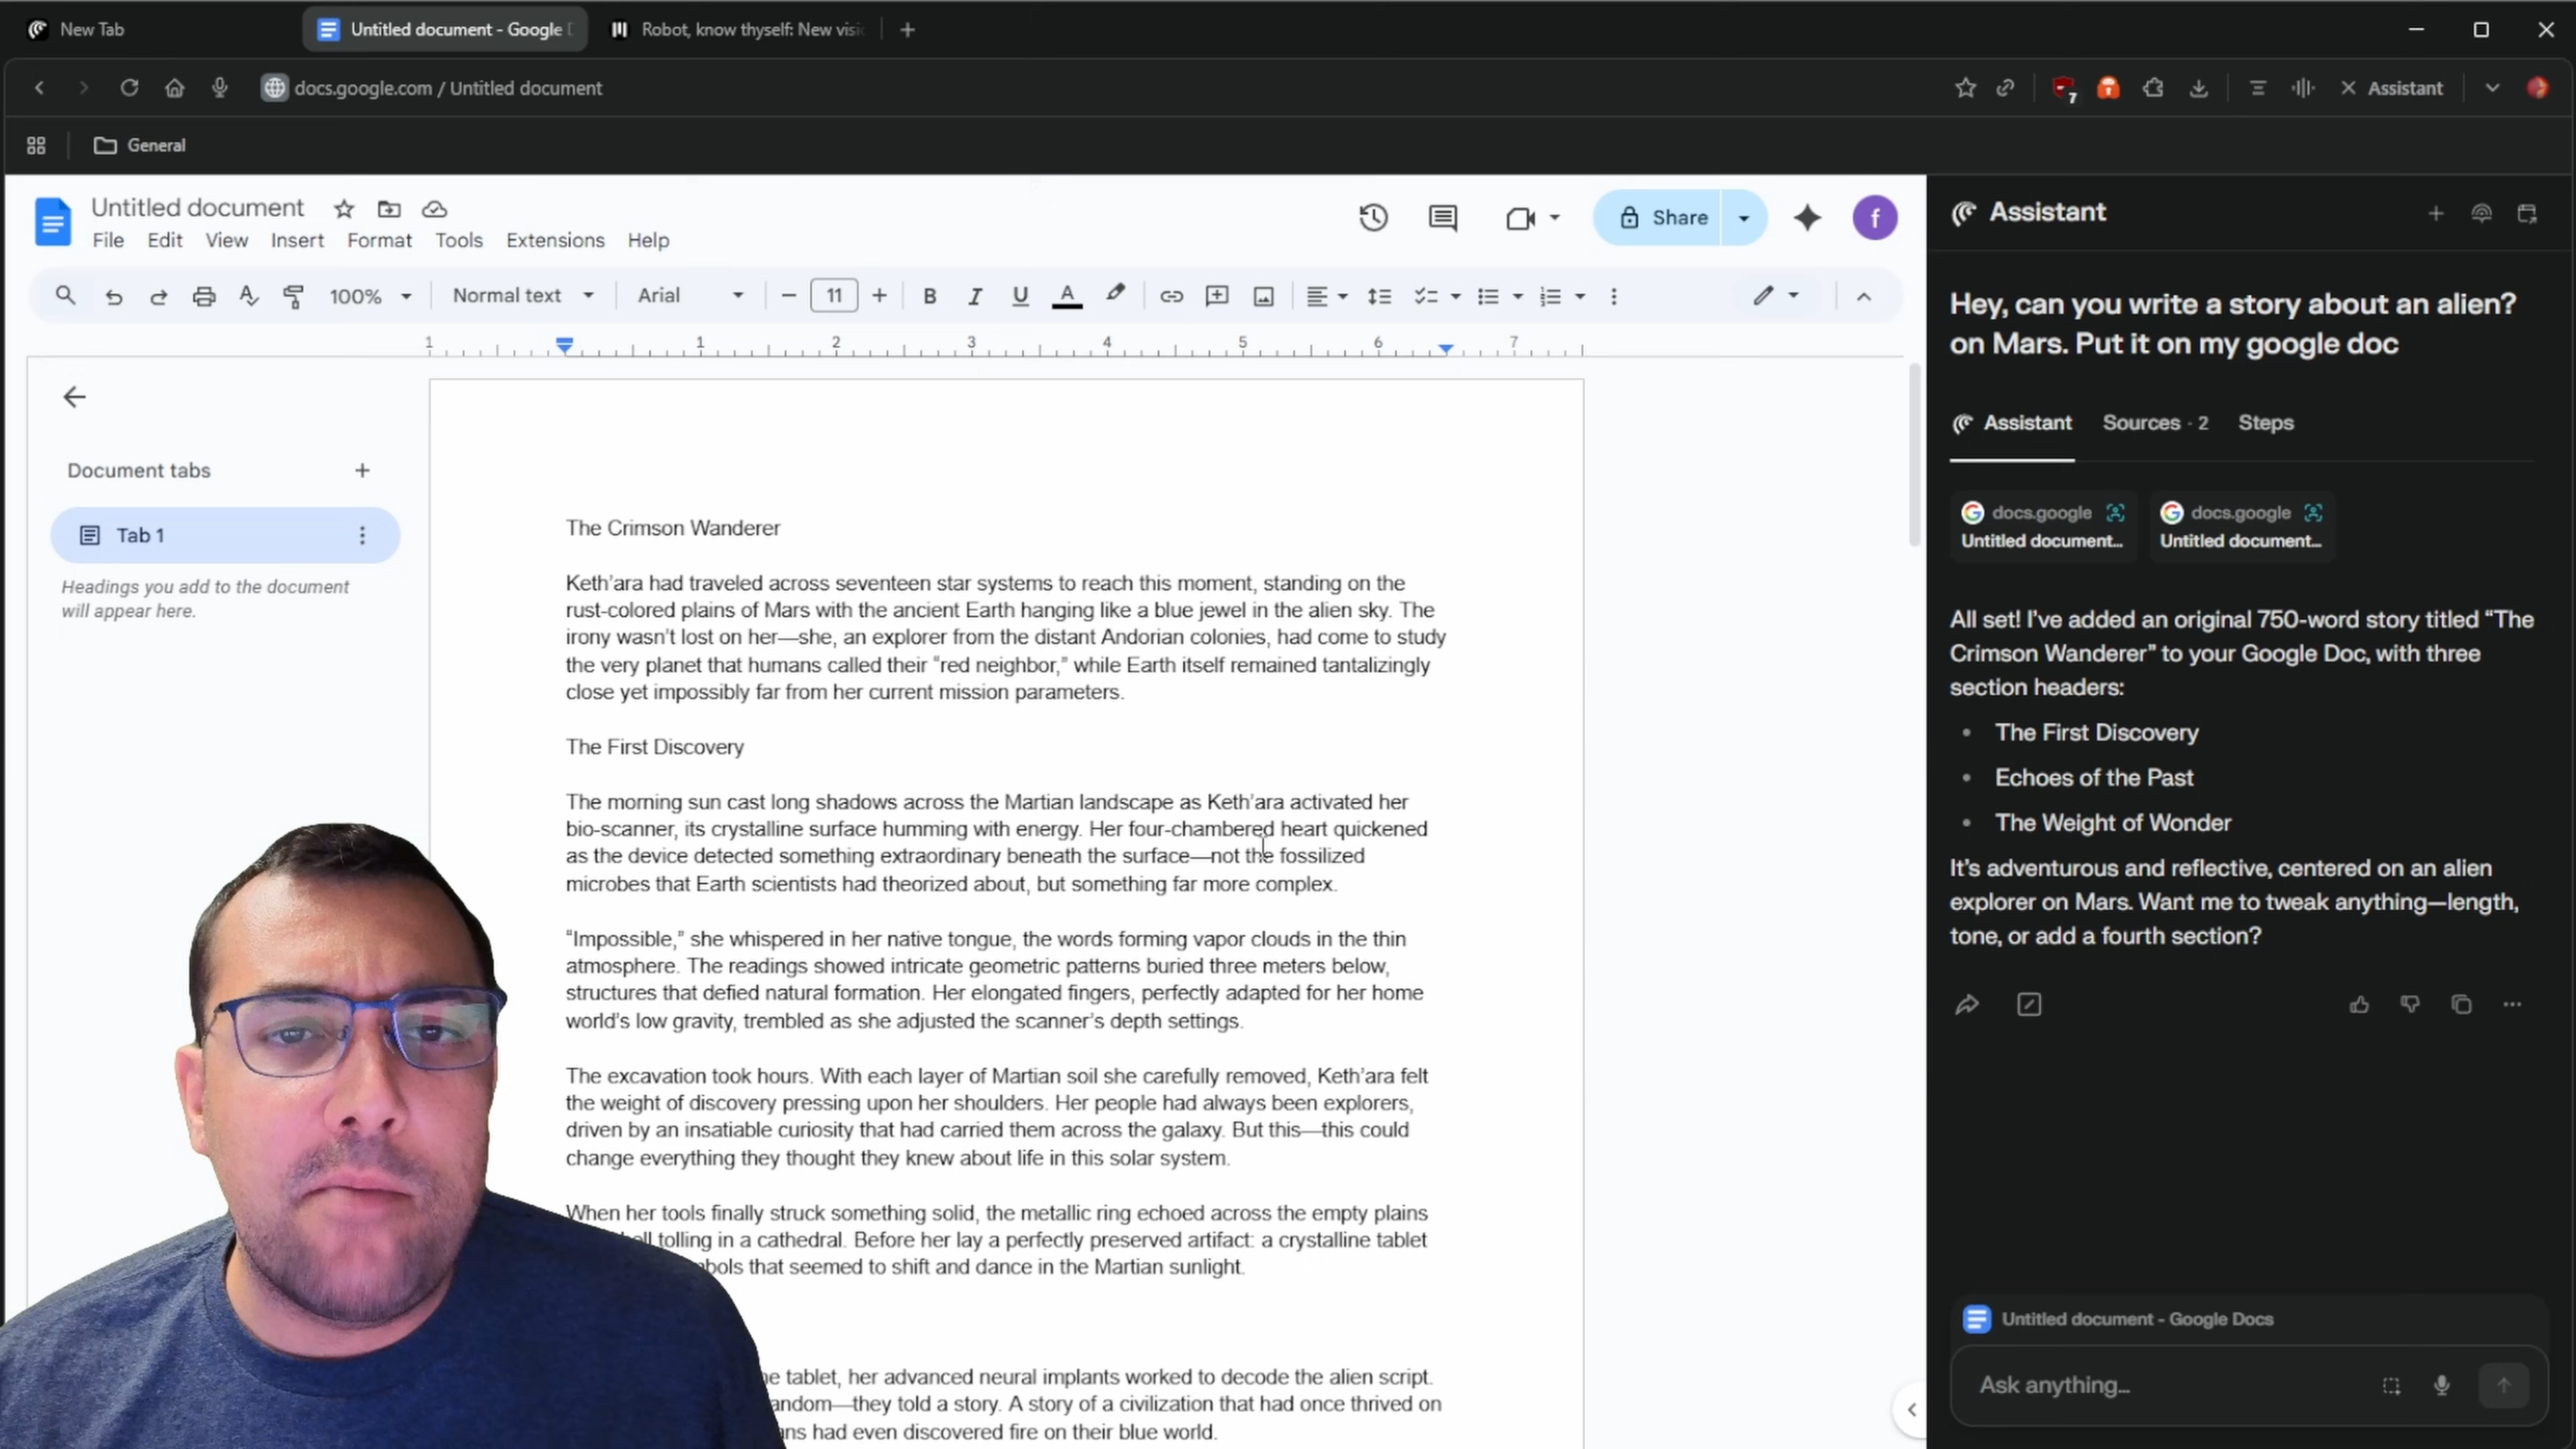 New Tab
Untitled document - Google
Robot, know thyself: New visi
docs.google.com / Untitled document
7
Assistant
General
Untitled document
File Edit View Insert Format Tools Extensions Help
Share
f
100%
Normal text
Arial
11
B I U A
1 1 2 3 4 5 6 7
Document tabs
Tab 1
Headings you add to the document
will appear here.
The Crimson Wanderer
Keth’ara had traveled across seventeen star systems to reach this moment, standing on the
rust-colored plains of Mars with the ancient Earth hanging like a blue jewel in the alien sky. The
irony wasn’t lost on her—she, an explorer from the distant Andorian colonies, had come to study
the very planet that humans called their “red neighbor,” while Earth itself remained tantalizingly
close yet impossibly far from her current mission parameters.
The First Discovery
The morning sun cast long shadows across the Martian landscape as Keth’ara activated her
bio-scanner, its crystalline surface humming with energy. Her four-chambered heart quickened
as the device detected something extraordinary beneath the surface—not the fossilized
microbes that Earth scientists had theorized about, but something far more complex.
“Impossible,” she whispered in her native tongue, the words forming vapor clouds in the thin
atmosphere. The readings showed intricate geometric patterns buried three meters below,
structures that defied natural formation. Her elongated fingers, perfectly adapted for her home
world’s low gravity, trembled as she adjusted the scanner’s depth settings.
The excavation took hours. With each layer of Martian soil she carefully removed, Keth’ara felt
the weight of discovery pressing upon her shoulders. Her people had always been explorers,
driven by an insatiable curiosity that had carried them across the galaxy. But this—this could
change everything they thought they knew about life in this solar system.
When her tools finally struck something solid, the metallic ring echoed across the empty plains
tolling in a cathedral. Before her lay a perfectly preserved artifact: a crystalline tablet
that seemed to shift and dance in the Martian sunlight.
tablet, her advanced neural implants worked to decode the alien script.
—they told a story. A story of a civilization that had once thrived on
had even discovered fire on their blue world.
Assistant
Hey, can you write a story about an alien?
on Mars. Put it on my google doc
Assistant
Sources · 2
Steps
docs.google
Untitled document...
docs.google
Untitled document...
All set! I’ve added an original 750-word story titled “The
Crimson Wanderer” to your Google Doc, with three
section headers:
• The First Discovery
• Echoes of the Past
• The Weight of Wonder
It’s adventurous and reflective, centered on an alien
explorer on Mars. Want me to tweak anything—length,
tone, or add a fourth section?
Untitled document - Google Docs
Ask anything...